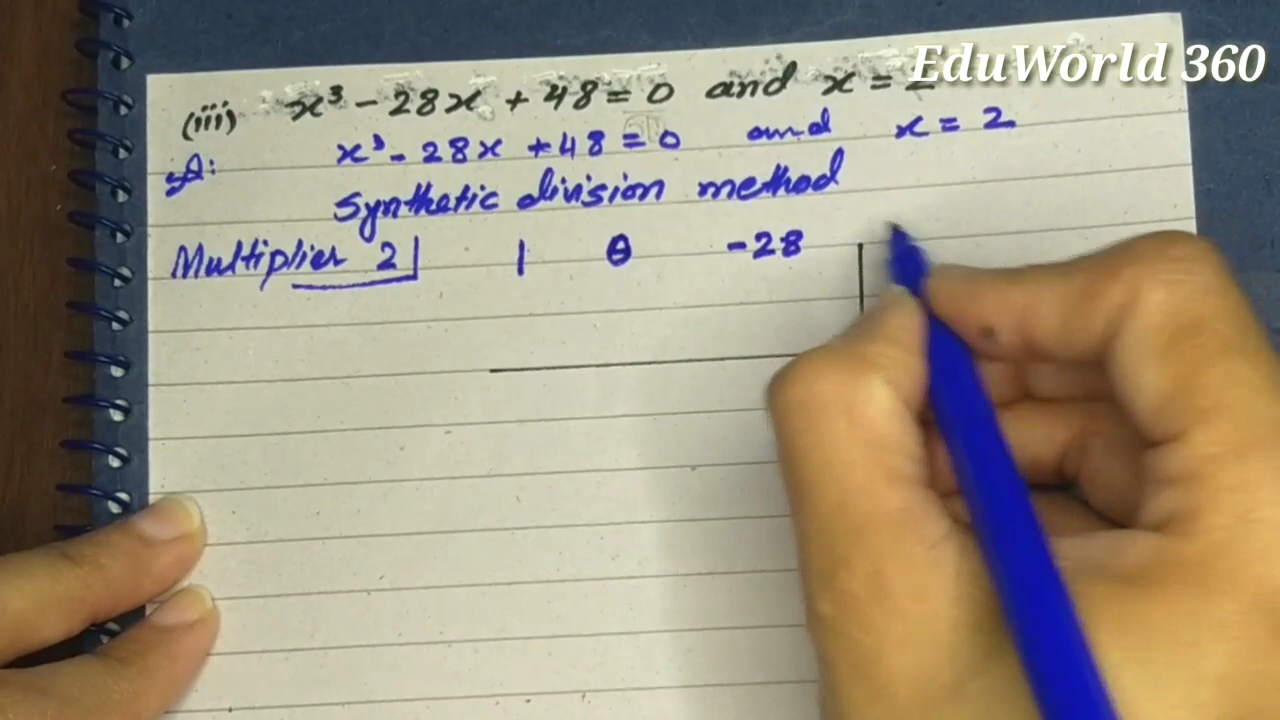 EduWorld 360
(iii) x³ - 28x + 48 = 0 and x = 2
Sol: x³ - 28x + 48 = 0 and x = 2
Synthetic division method
Multiplier 2 1 0 -28